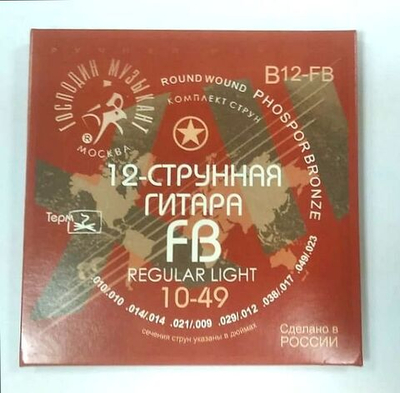 ГОСПОДИН МУЗЫКАНТ
®
МОСКВА
ROUND WOUND
B12-FB
КОМПЛЕКТ СТРУН
PHOSPOR BRONZE
12-СТРУННАЯ
ГИТАРА
Терм
FB
REGULAR LIGHT
10-49
.010/.010 .014/.014 .021/.009 .029/.012 .038/.017 .049/.023
сечения струн указаны в дюймах
Сделано в
РОССИИ